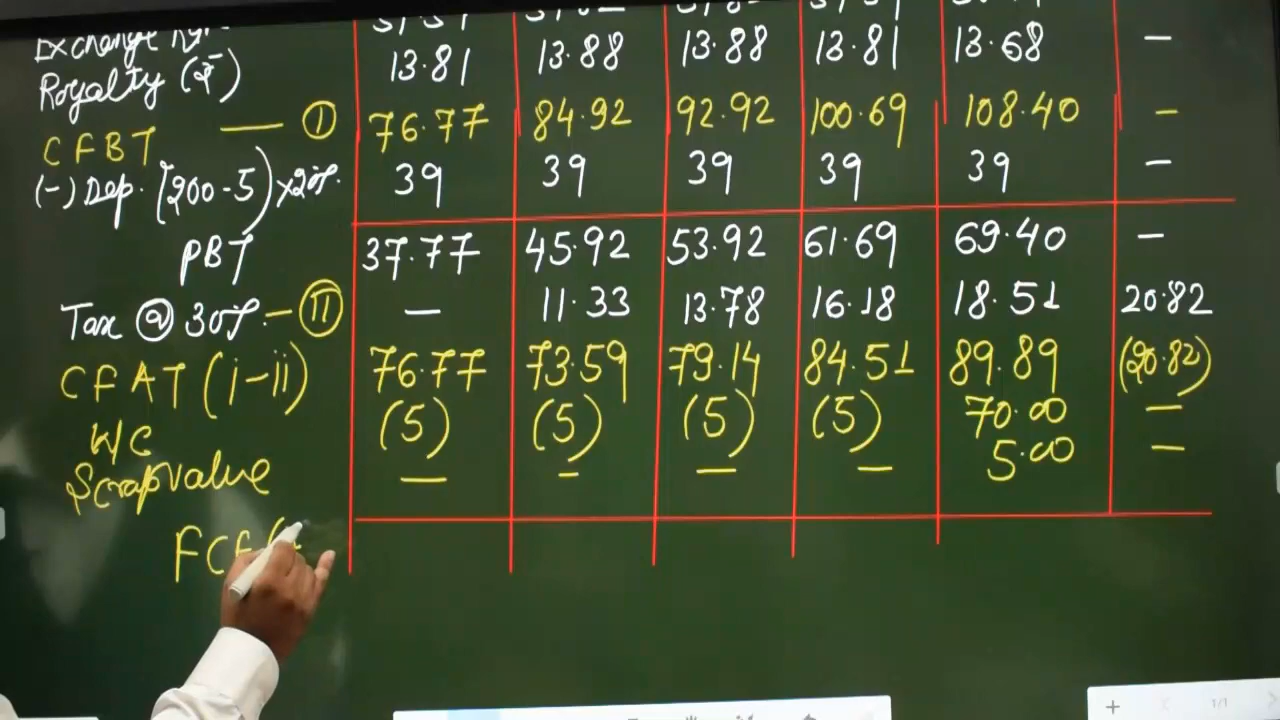 Exchange
Royalty (₹) 13.81 13.88 13.88 13.81 13.68 –
CFBT — (I) 76.77 84.92 92.92 100.69 108.40 –
(-) Dep. (200-5)×20%. 39 39 39 39 39 –
PBT 37.77 45.92 53.92 61.69 69.40 –
Tax @ 30%. – (II) — 11.33 13.78 16.18 18.51 20.82
CFAT (i-ii) 76.77 73.59 79.14 84.51 89.89 (20.82)
W/C (5) (5) (5) (5) 70.00 —
Scrap value — – — — 5.00 —
FCF (